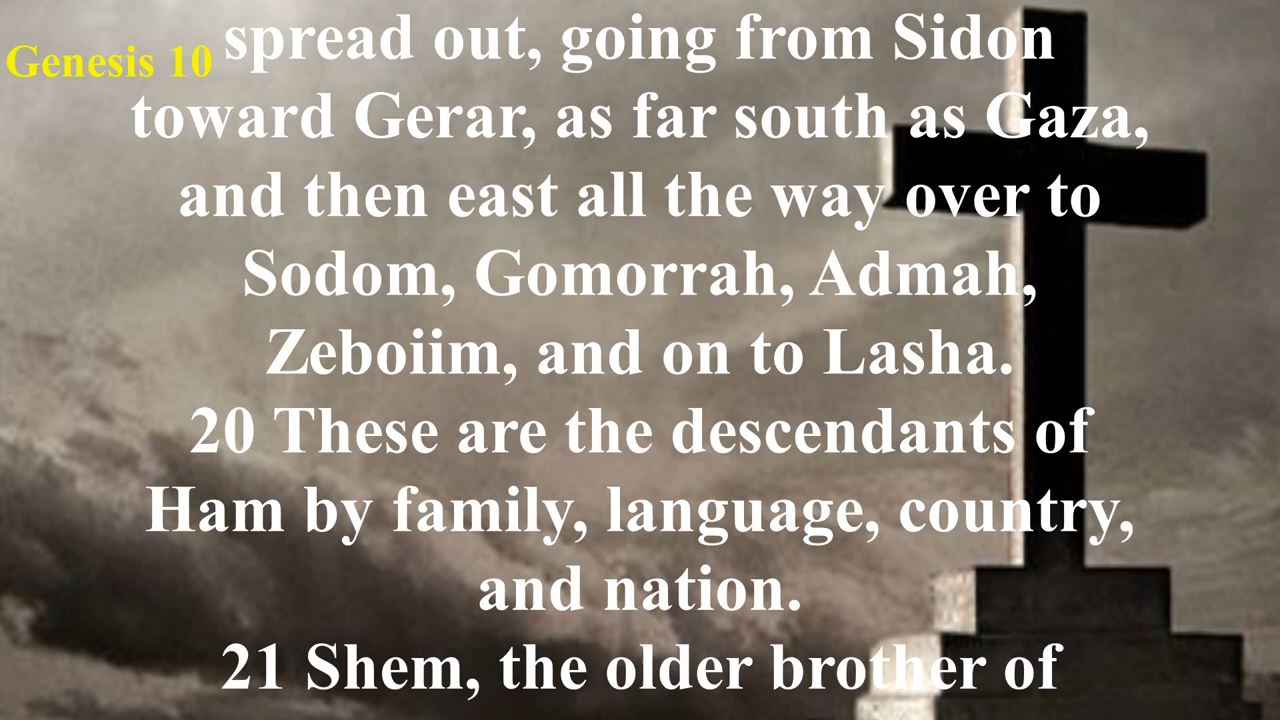 Genesis 10
spread out, going from Sidon
toward Gerar, as far south as Gaza,
and then east all the way over to
Sodom, Gomorrah, Admah,
Zeboiim, and on to Lasha.
20 These are the descendants of
Ham by family, language, country,
and nation.
21 Shem, the older brother of